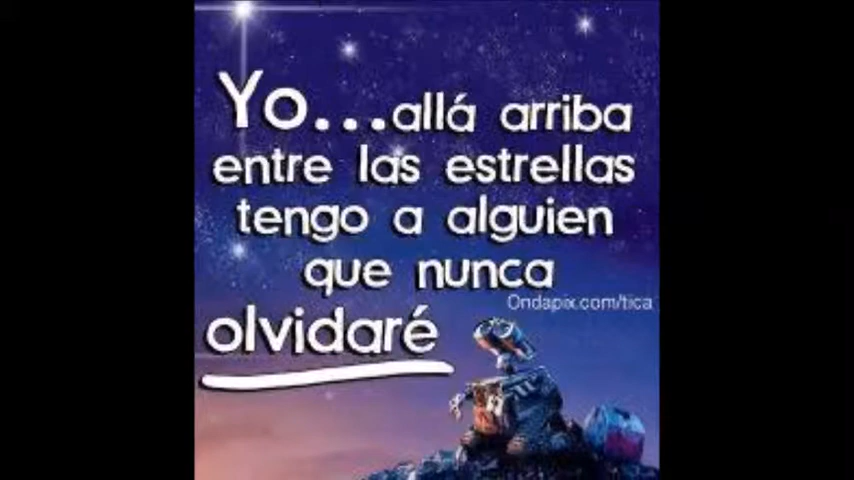 Yo...allá arriba
entre las estrellas
tengo a alguien
que nunca
Ondapix.com/tica
olvidaré